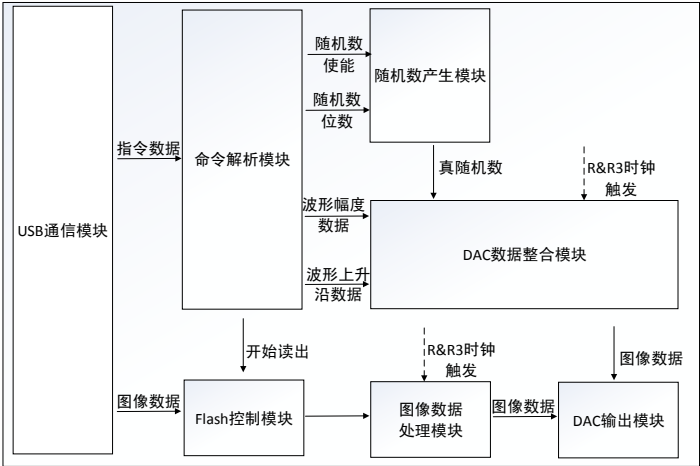 随机数
使能
随机数产生模块
随机数
位数
指令数据
命令解析模块
真随机数
R&R3时钟
触发
USB通信模块
波形幅度
数据
DAC数据整合模块
波形上升
沿数据
开始读出
R&R3时钟
触发
图像数据
图像数据
Flash控制模块
图像数据
处理模块
图像数据
DAC输出模块